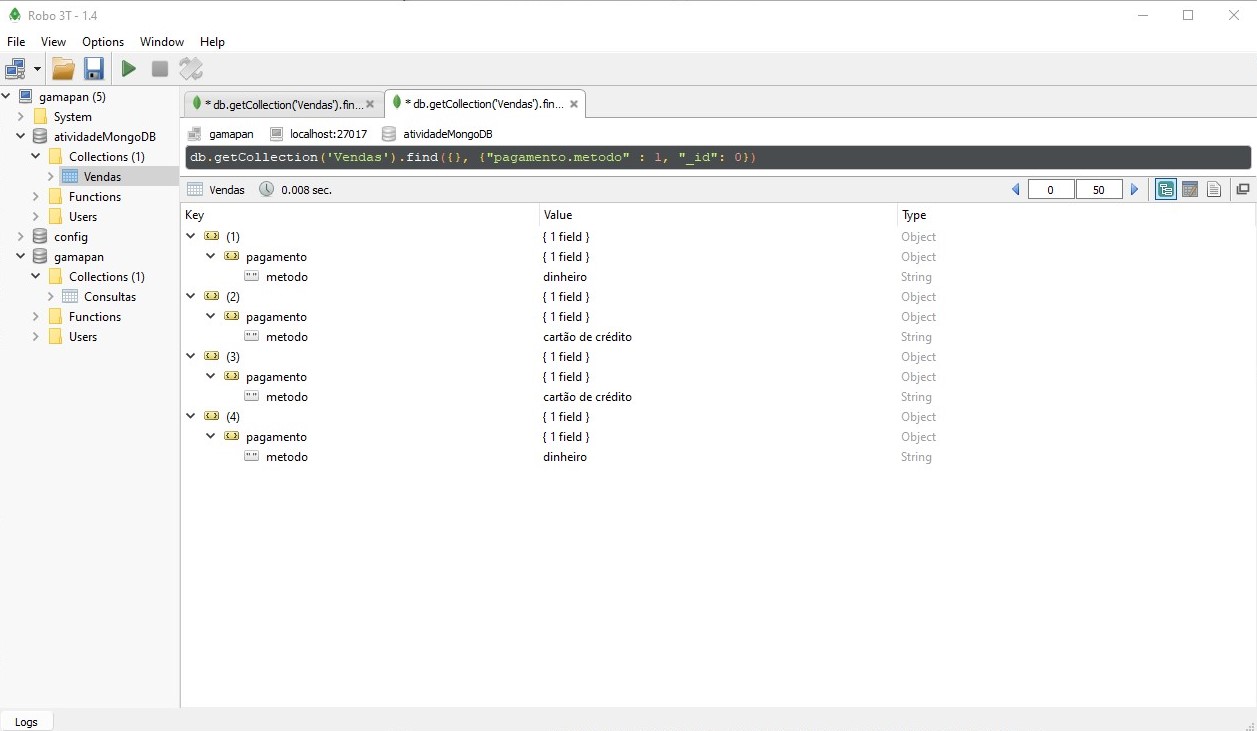 Robo 3T - 1.4
File View Options Window Help
gamapan (5)
System
atividadeMongoDB
Collections (1)
Vendas
Functions
Users
config
gamapan
Collections (1)
Consultas
Functions
Users
* db.getCollection('Vendas').fin... * db.getCollection('Vendas').fin...
gamapan localhost:27017 atividadeMongoDB
db.getCollection('Vendas').find({}, {"pagamento.metodo" : 1, "_id": 0})
Vendas 0.008 sec. 0 50
Key Value Type
(1) { 1 field } Object
pagamento { 1 field } Object
metodo dinheiro String
(2) { 1 field } Object
pagamento { 1 field } Object
metodo cartão de crédito String
(3) { 1 field } Object
pagamento { 1 field } Object
metodo cartão de crédito String
(4) { 1 field } Object
pagamento { 1 field } Object
metodo dinheiro String
Logs